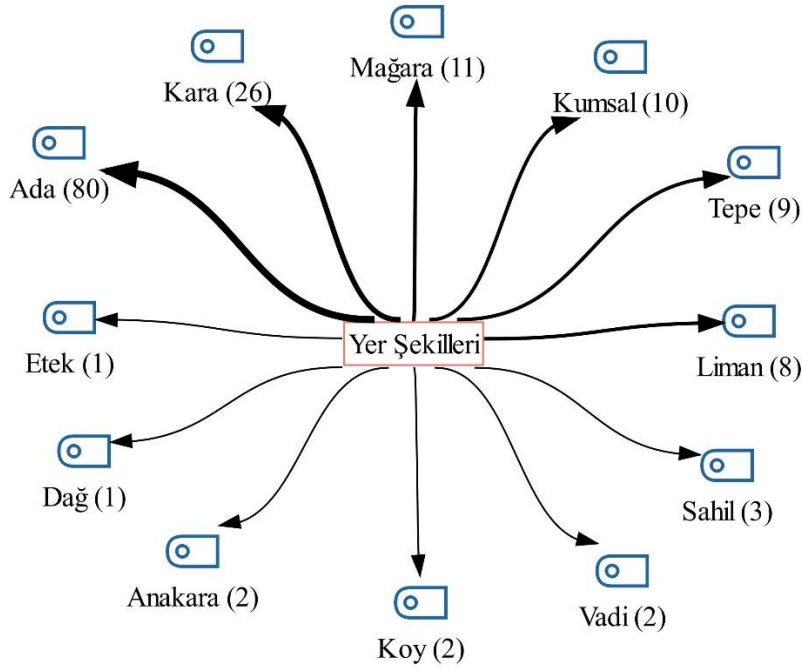 Mağara (11)
Kara (26)
Kumsal (10)
Ada (80)
Tepe (9)
Yer Şekilleri
Etek (1)
Liman (8)
Dağ (1)
Sahil (3)
Anakara (2)
Vadi (2)
Koy (2)